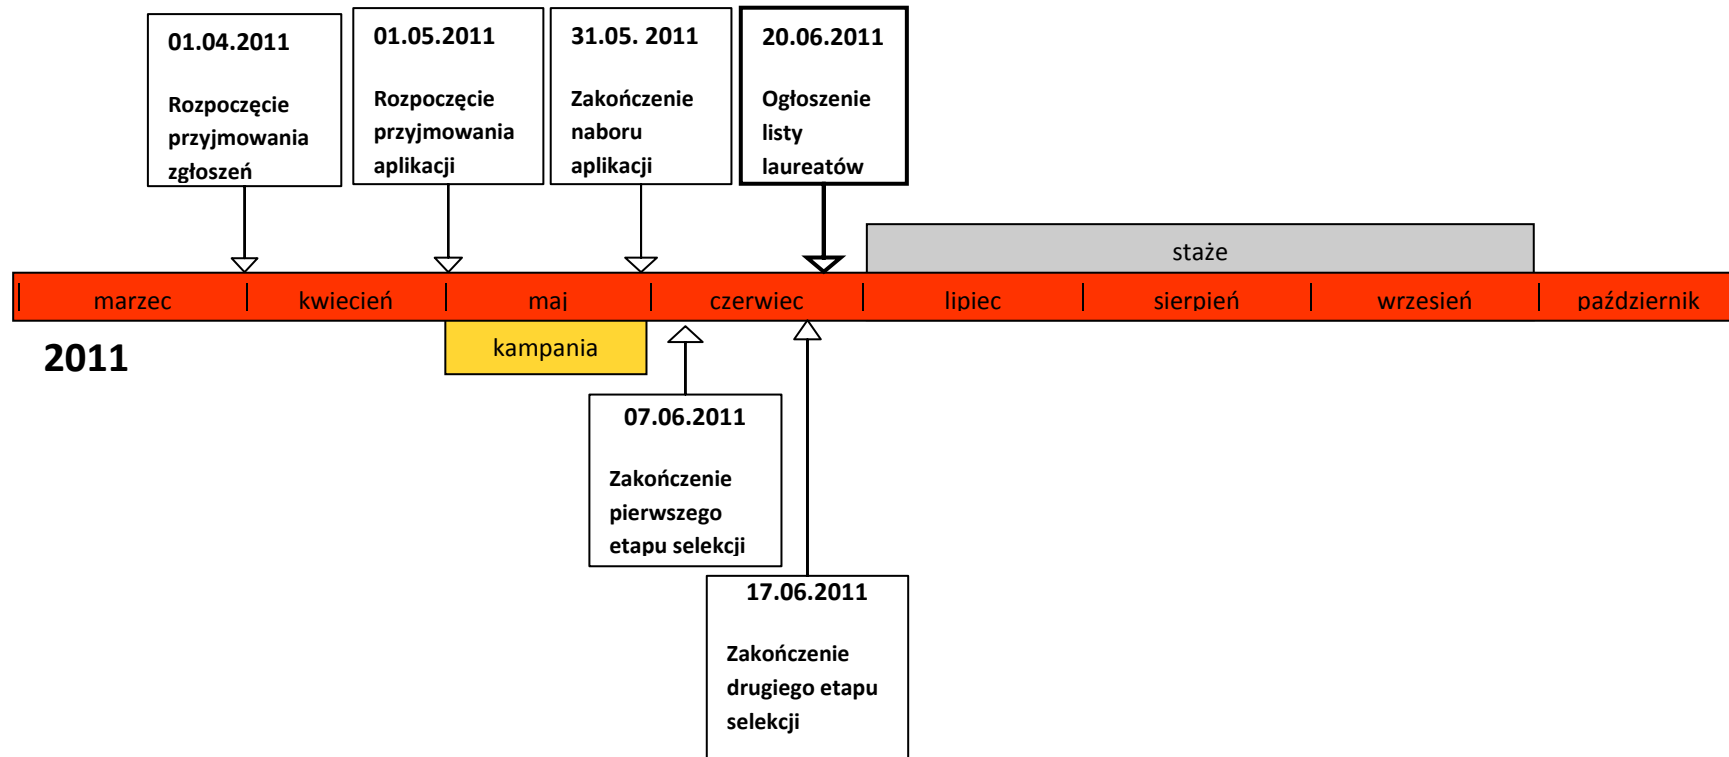 01.04.2011
Rozpoczęcie
przyjmowania
zgłoszeń
01.05.2011
Rozpoczęcie
przyjmowania
aplikacji
31.05. 2011
Zakończenie
naboru
aplikacji
20.06.2011
Ogłoszenie
listy
laureatów
staże
marzec
kwiecień
maj
czerwiec
lipiec
sierpień
wrzesień
październik
2011
kampania
07.06.2011
Zakończenie
pierwszego
etapu selekcji
17.06.2011
Zakończenie
drugiego etapu
selekcji